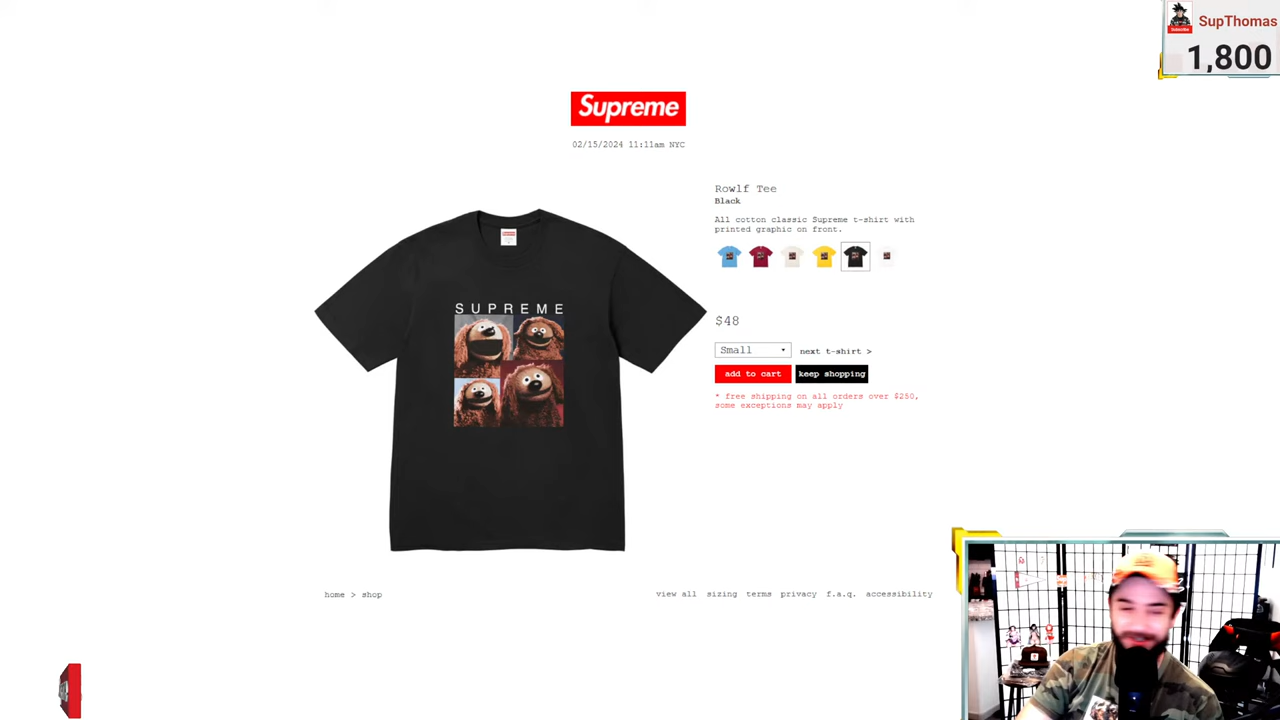 SupThomas
Subscribe
1,800
Supreme
02/15/2024 11:11am NYC
Rowlf Tee
Black
All cotton classic Supreme t-shirt with
printed graphic on front.
SUPREME
$48
Small
next t-shirt >
add to cart
keep shopping
* free shipping on all orders over $250,
some exceptions may apply
home > shop
view all sizing terms privacy f.a.q. accessibility